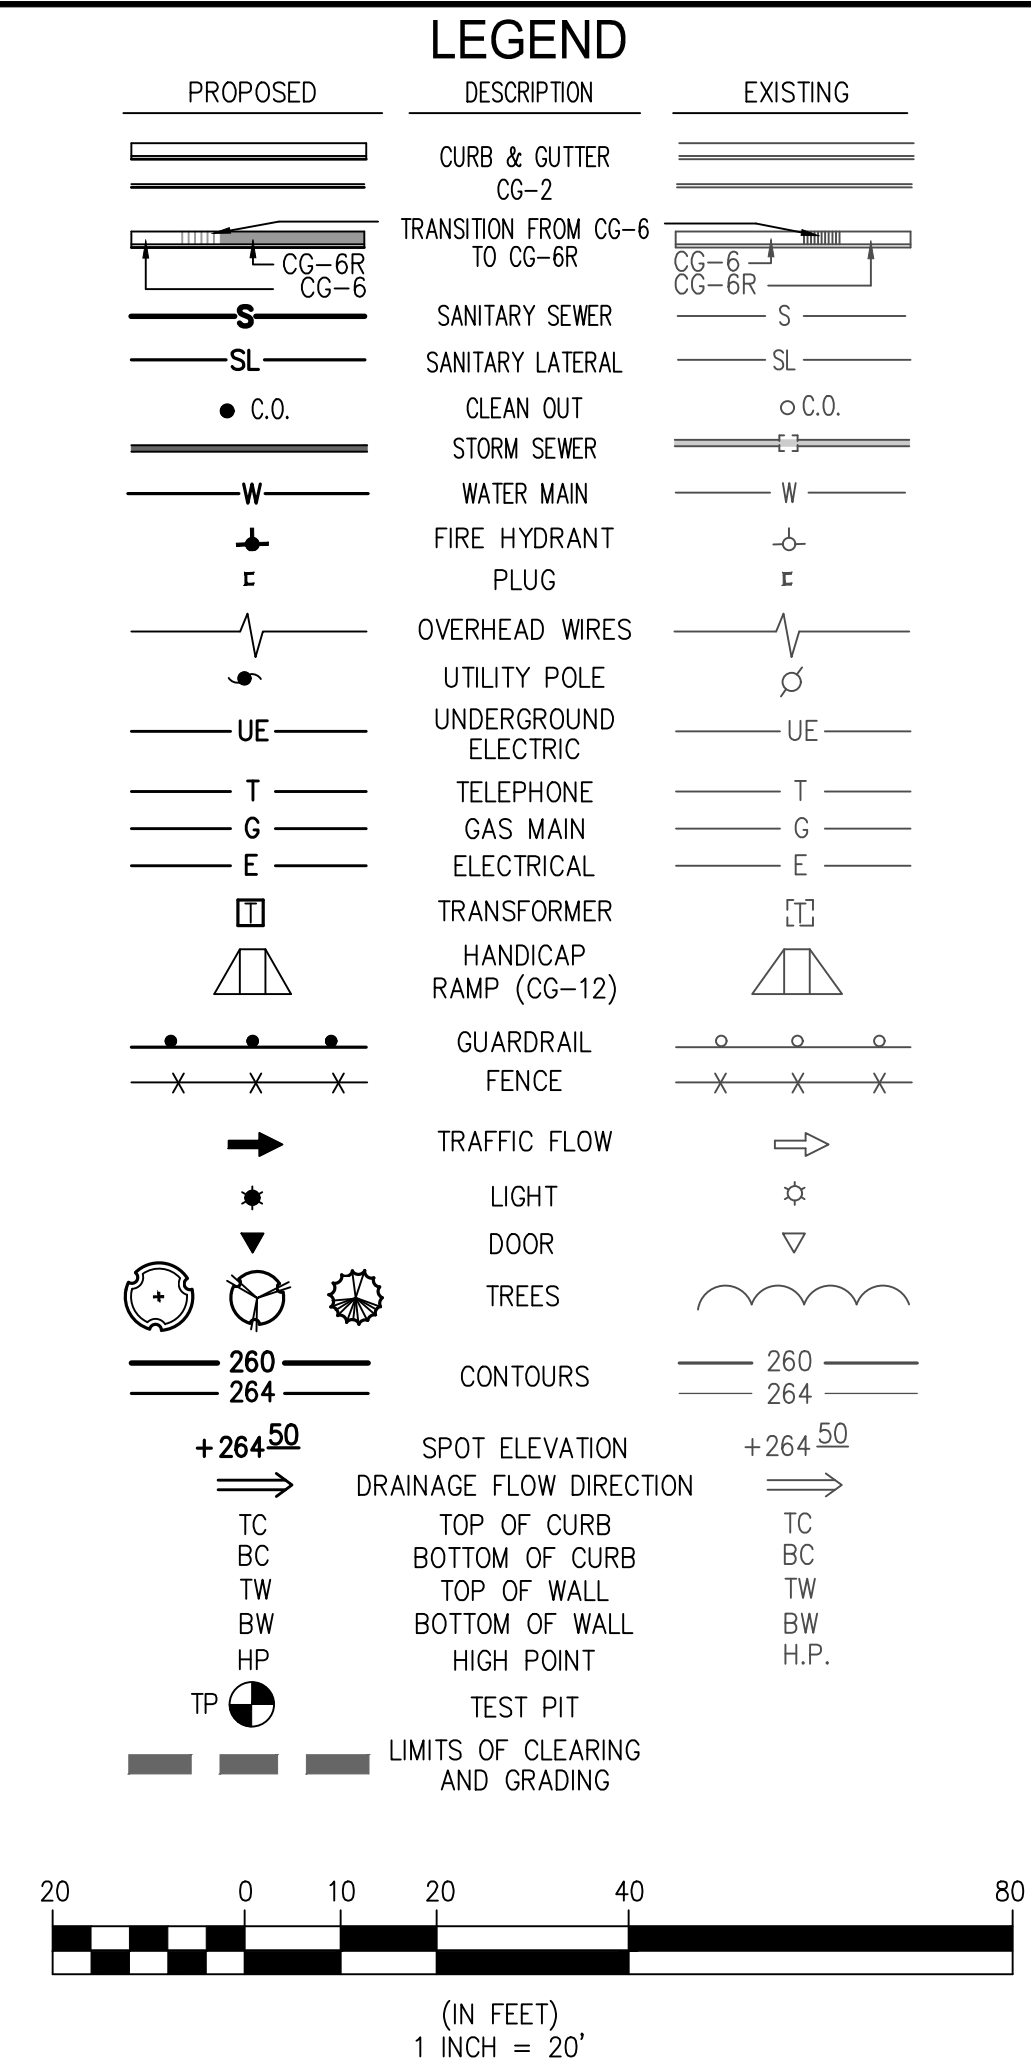 LEGEND
PROPOSED DESCRIPTION EXISTING
CURB & GUTTER
CG-2
TRANSITION FROM CG-6
TO CG-6R
CG-6R
CG-6
CG-6
CG-6R
S SANITARY SEWER S
SL SANITARY LATERAL SL
C.O. CLEAN OUT C.O.
STORM SEWER
W WATER MAIN W
FIRE HYDRANT
PLUG
OVERHEAD WIRES
UTILITY POLE
UE UNDERGROUND UE
ELECTRIC
T TELEPHONE T
G GAS MAIN G
E ELECTRICAL E
T TRANSFORMER T
HANDICAP
RAMP (CG-12)
GUARDRAIL
FENCE
TRAFFIC FLOW
LIGHT
DOOR
TREES
260 CONTOURS 260
264 264
+264 50 SPOT ELEVATION +264 50
DRAINAGE FLOW DIRECTION
TC TOP OF CURB TC
BC BOTTOM OF CURB BC
TW TOP OF WALL TW
BW BOTTOM OF WALL BW
HP HIGH POINT H.P.
TP TEST PIT
LIMITS OF CLEARING
AND GRADING
20 0 10 20 40 80
(IN FEET)
1 INCH = 20'